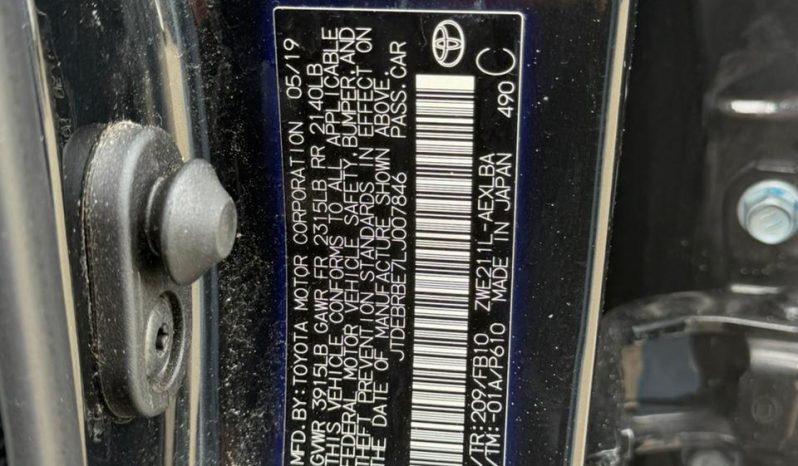 MFD. BY: TOYOTA MOTOR CORPORATION 05/19
GVWR 3915LB GAWR FR 2315LB RR 2140LB
THIS VEHICLE CONFORMS TO ALL APPLICABLE
FEDERAL MOTOR VEHICLE SAFETY, BUMPER, AND
THEFT PREVENTION STANDARDS IN EFFECT ON
THE DATE OF MANUFACTURE SHOWN ABOVE.
JTDEBRBE7LJ007846 PASS. CAR
ZWE211L-AEXLBA 490 C
/TR: 209/FB10
/TM: -01A/P610 MADE IN JAPAN